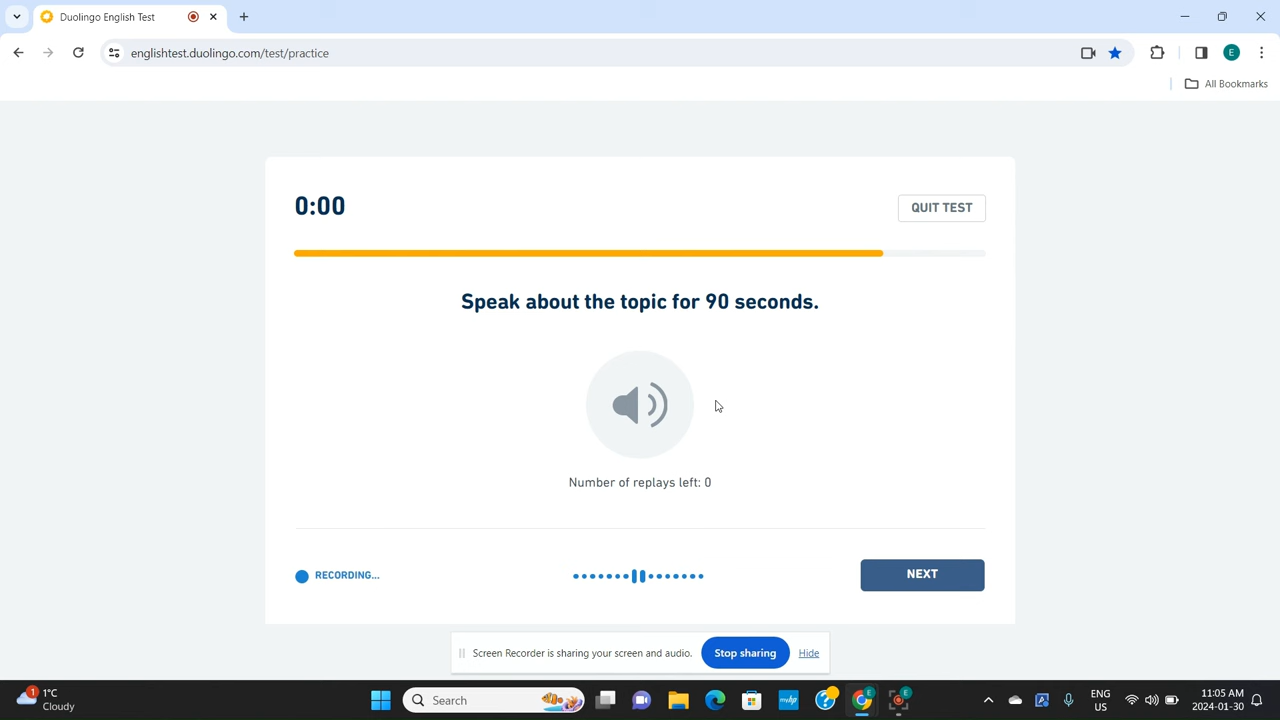 Duolingo English Test
englishtest.duolingo.com/test/practice
E
All Bookmarks
0:00
QUIT TEST
Speak about the topic for 90 seconds.
Number of replays left: 0
RECORDING...
NEXT
Screen Recorder is sharing your screen and audio.
Stop sharing
Hide
1
1°C
Cloudy
Search
E
E
ENG
US
11:05 AM
2024-01-30